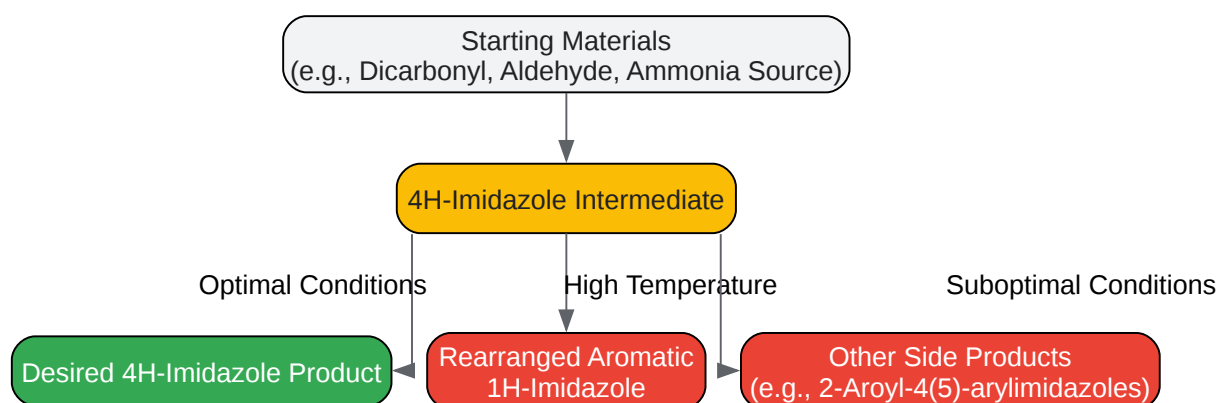 Starting Materials
(e.g., Dicarbonyl, Aldehyde, Ammonia Source)
4H-Imidazole Intermediate
Optimal Conditions
High Temperature
Suboptimal Conditions
Desired 4H-Imidazole Product
Rearranged Aromatic
1H-Imidazole
Other Side Products
(e.g., 2-Aroyl-4(5)-arylimidazoles)